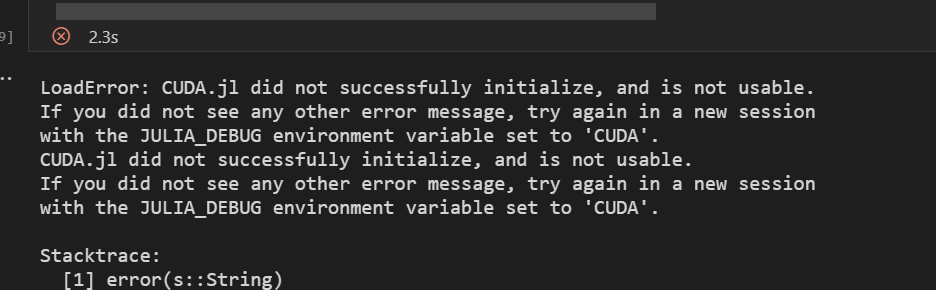 9]
2.3s
..
LoadError: CUDA.jl did not successfully initialize, and is not usable.
If you did not see any other error message, try again in a new session
with the JULIA_DEBUG environment variable set to 'CUDA'.
CUDA.jl did not successfully initialize, and is not usable.
If you did not see any other error message, try again in a new session
with the JULIA_DEBUG environment variable set to 'CUDA'.
Stacktrace:
[1] error(s::String)